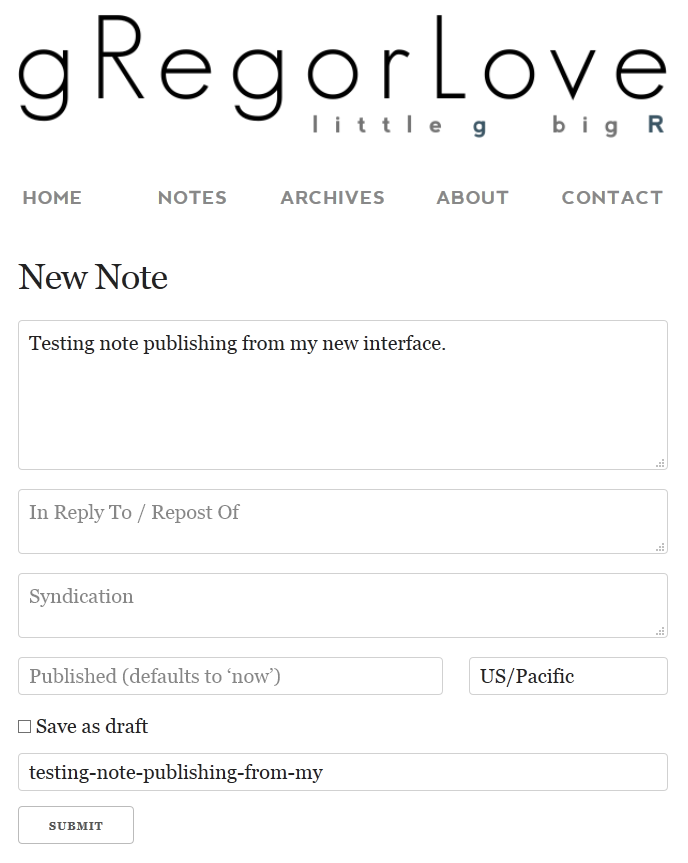 gRegorLove
little g big R
HOME NOTES ARCHIVES ABOUT CONTACT
New Note
Testing note publishing from my new interface.
In Reply To / Repost Of
Syndication
Published (defaults to ‘now’) US/Pacific
Save as draft
testing-note-publishing-from-my
SUBMIT